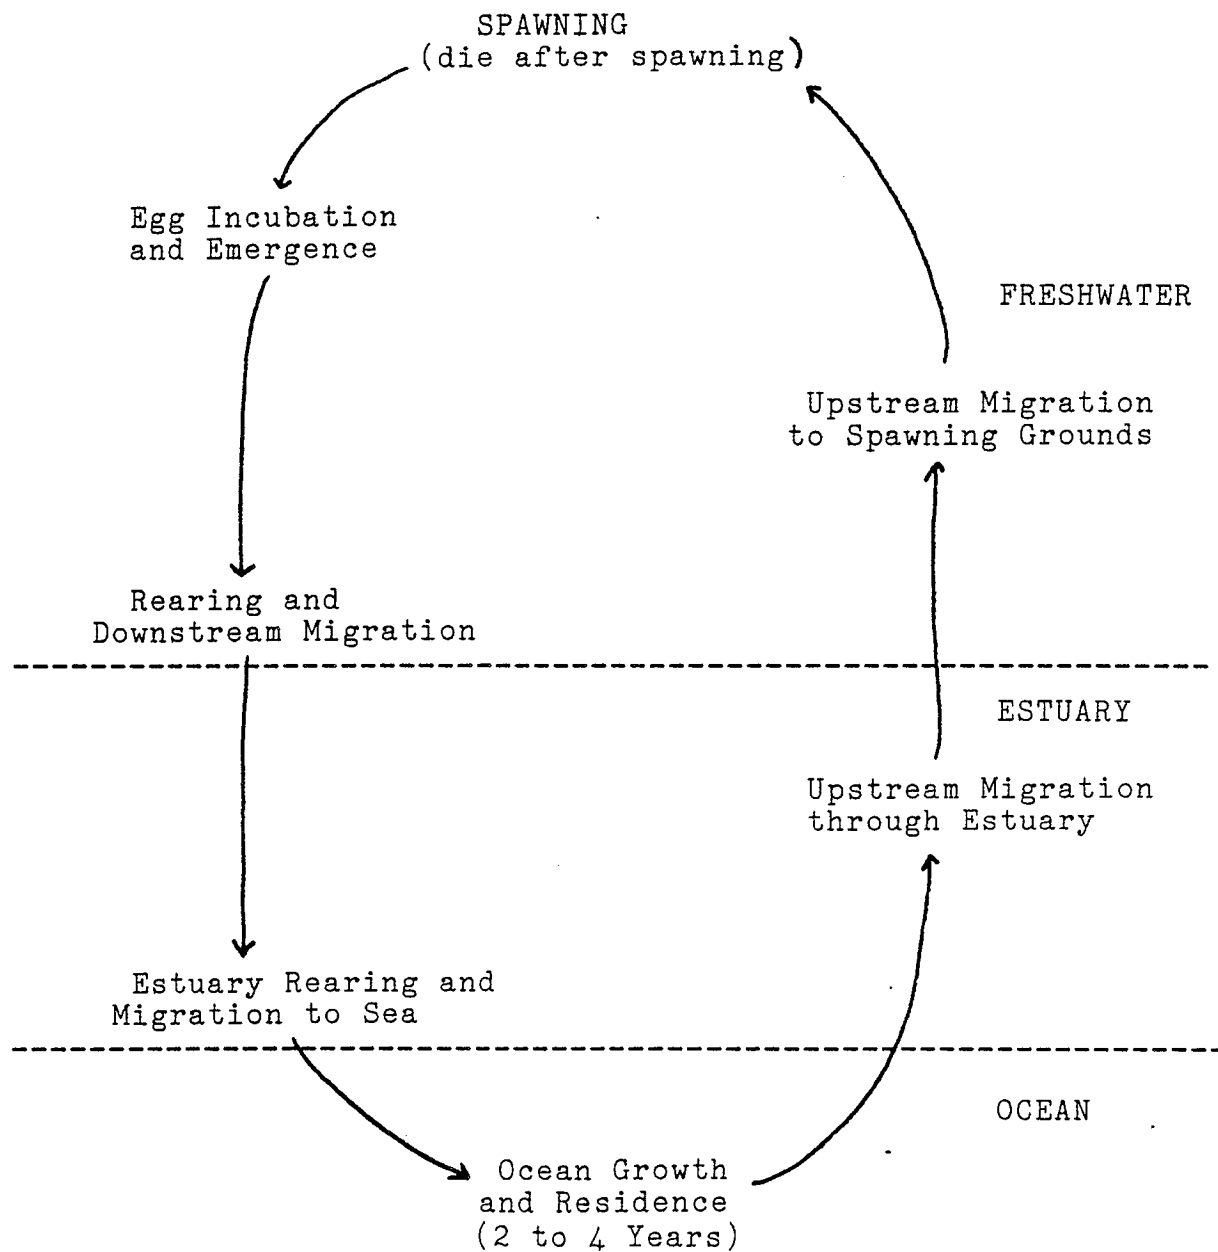 SPAWNING
(die after spawning)
Egg Incubation
and Emergence
FRESHWATER
Upstream Migration
to Spawning Grounds
Rearing and
Downstream Migration
ESTUARY
Upstream Migration
through Estuary
Estuary Rearing and
Migration to Sea
OCEAN
Ocean Growth
and Residence
(2 to 4 Years)